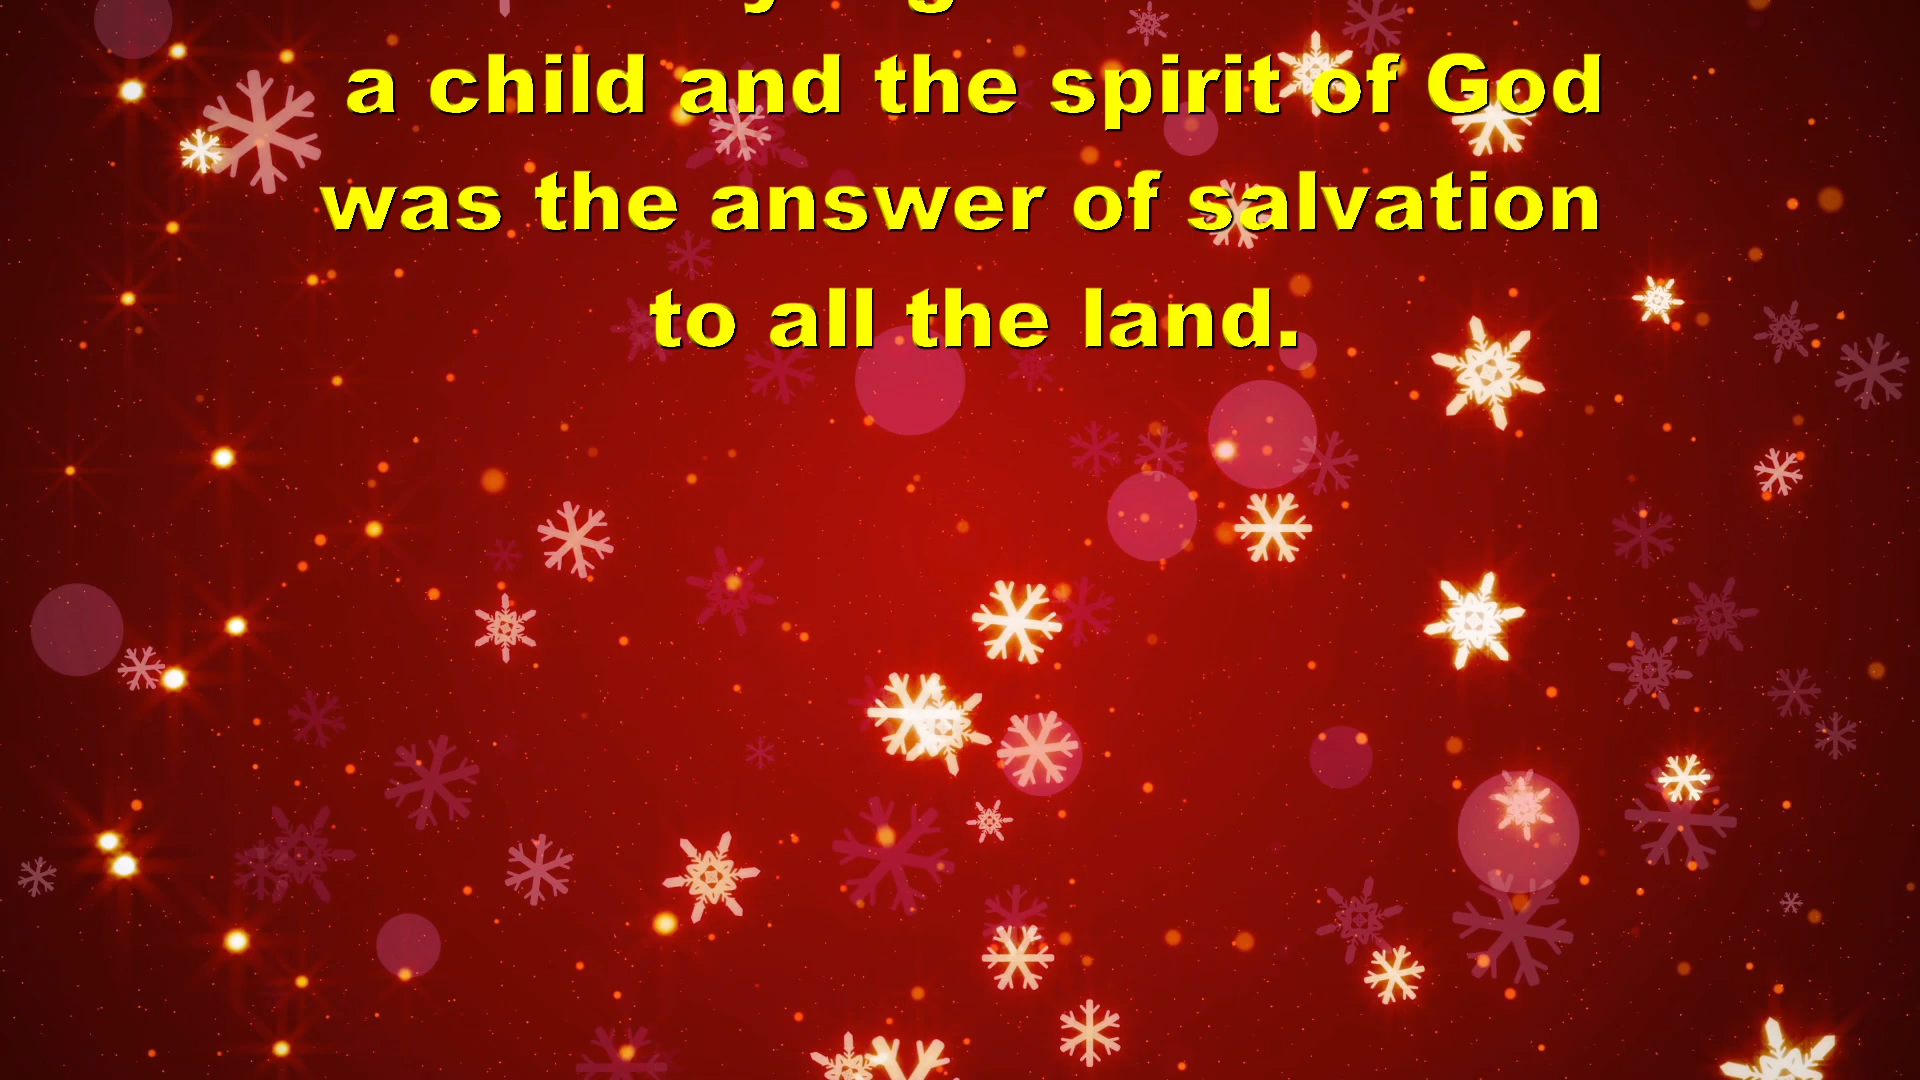 a child and the spirit of God
was the answer of salvation
to all the land.